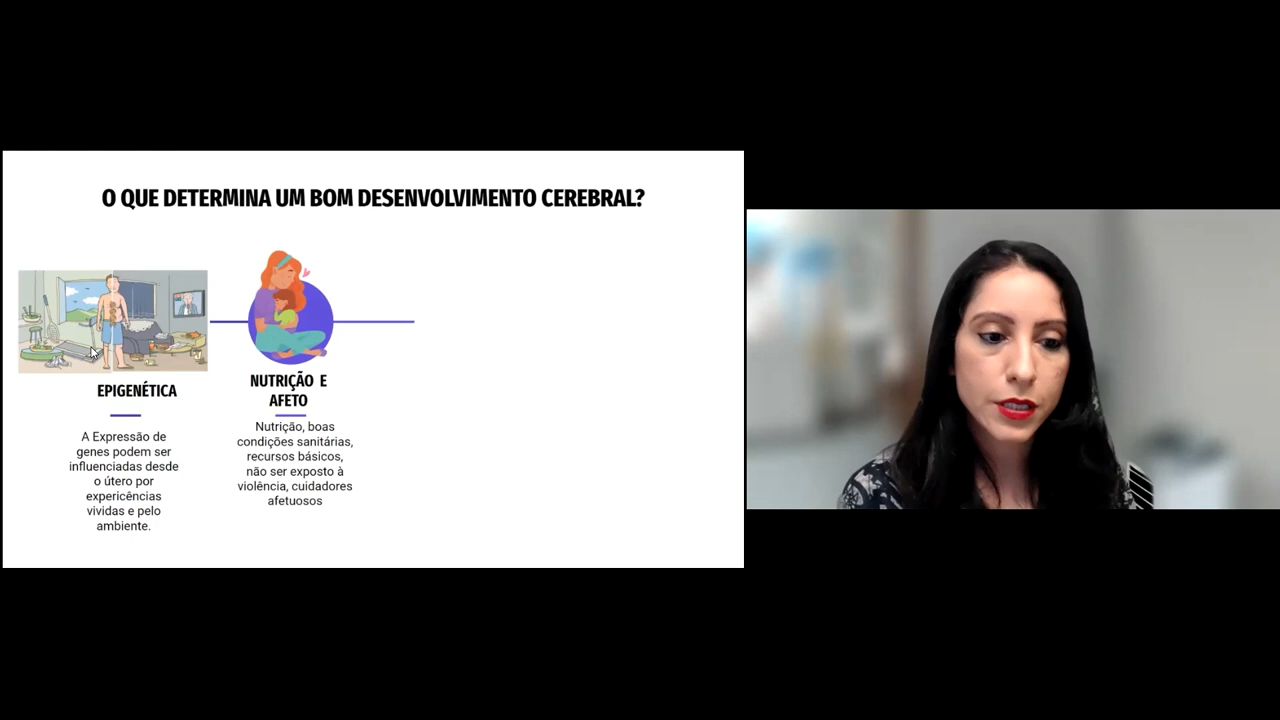 O QUE DETERMINA UM BOM DESENVOLVIMENTO CEREBRAL?
EPIGENÉTICA
A Expressão de
genes podem ser
influenciadas desde
o útero por
expericências
vividas e pelo
ambiente.
NUTRIÇÃO E
AFETO
Nutrição, boas
condições sanitárias,
recursos básicos,
não ser exposto à
violência, cuidadores
afetuosos